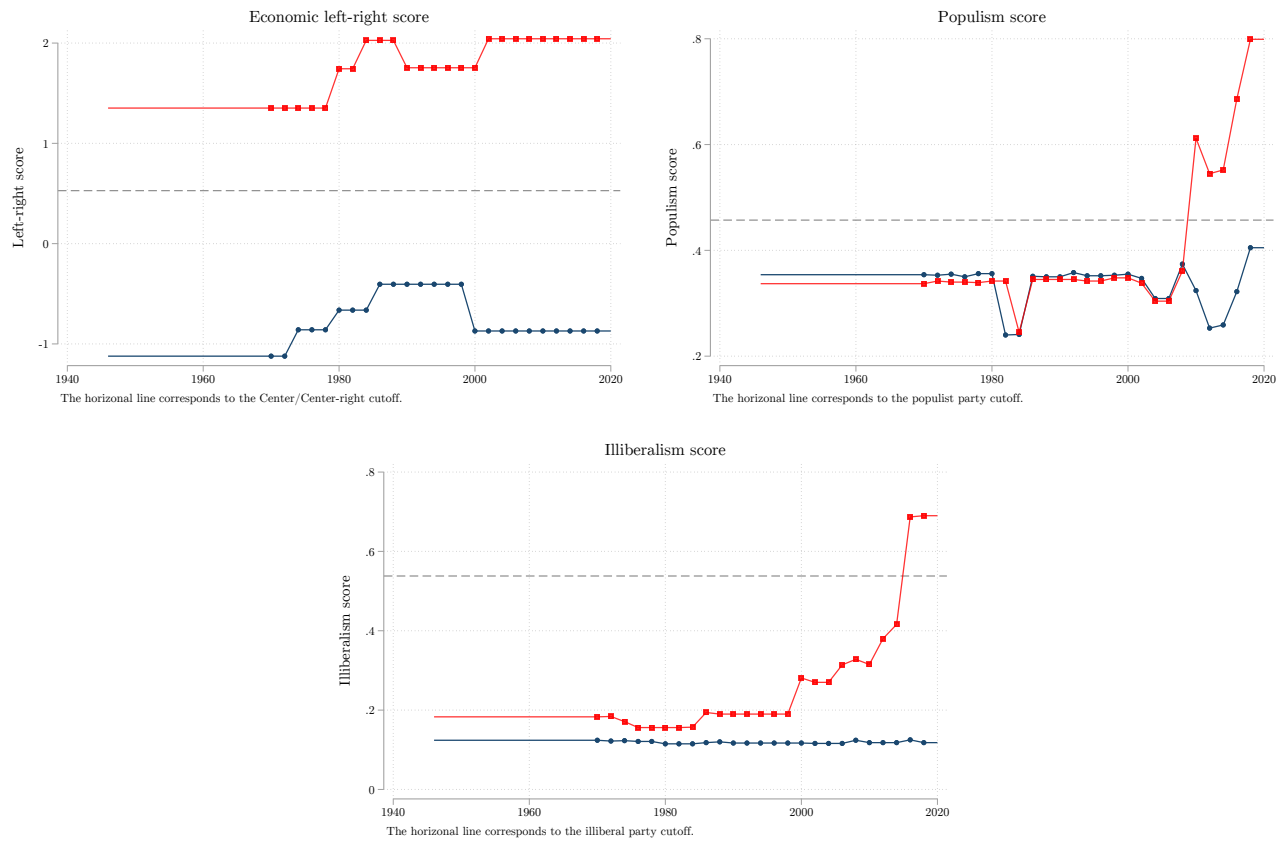 Economic left-right score
Left-right score
2
1
0
-1
1940 1960 1980 2000 2020
The horizonal line corresponds to the Center/Center-right cutoff.
Populism score
Populism score
.8
.6
.4
.2
1940 1960 1980 2000 2020
The horizonal line corresponds to the populist party cutoff.
Illiberalism score
Illiberalism score
.8
.6
.4
.2
0
1940 1960 1980 2000 2020
The horizonal line corresponds to the illiberal party cutoff.